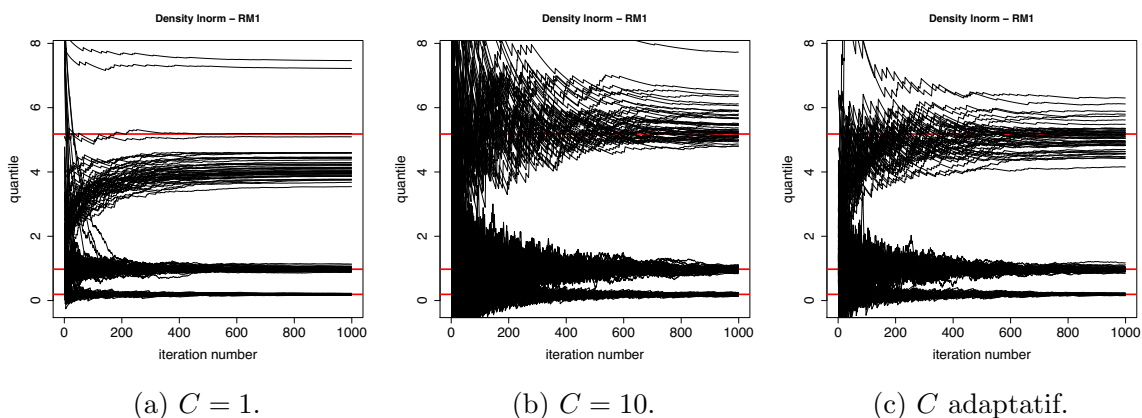 Density lnorm − RM1
quantile
8
6
4
2
0
0 200 400 600 800 1000
iteration number
(a) C = 1.
Density lnorm − RM1
quantile
8
6
4
2
0
0 200 400 600 800 1000
iteration number
(b) C = 10.
Density lnorm − RM1
quantile
8
6
4
2
0
0 200 400 600 800 1000
iteration number
(c) C adaptatif.